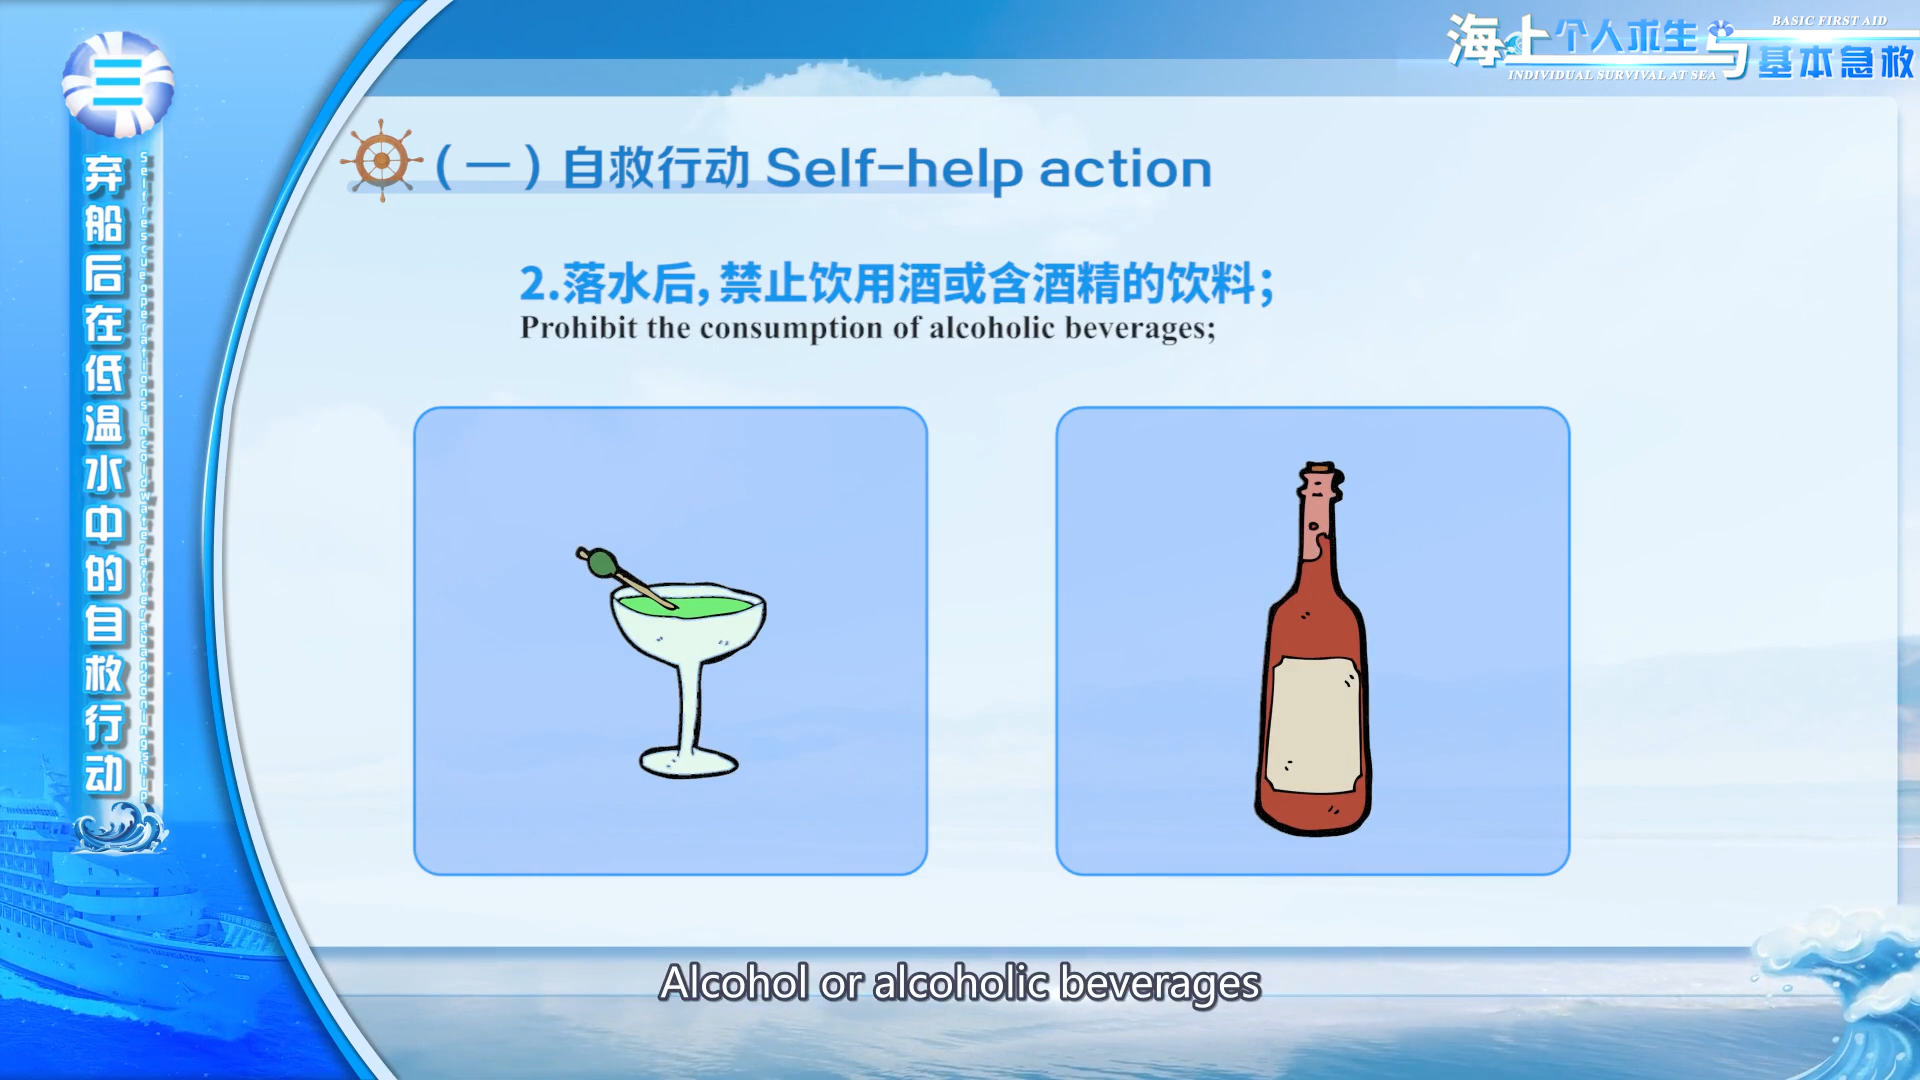 三
弃船后在低温水中的自救行动
海上个人求生与基本急救
BASIC FIRST AID
INDIVIDUAL SURVIVAL AT SEA
（一）自救行动 Self-help action
2.落水后，禁止饮用酒或含酒精的饮料；
Prohibit the consumption of alcoholic beverages;
Alcohol or alcoholic beverages